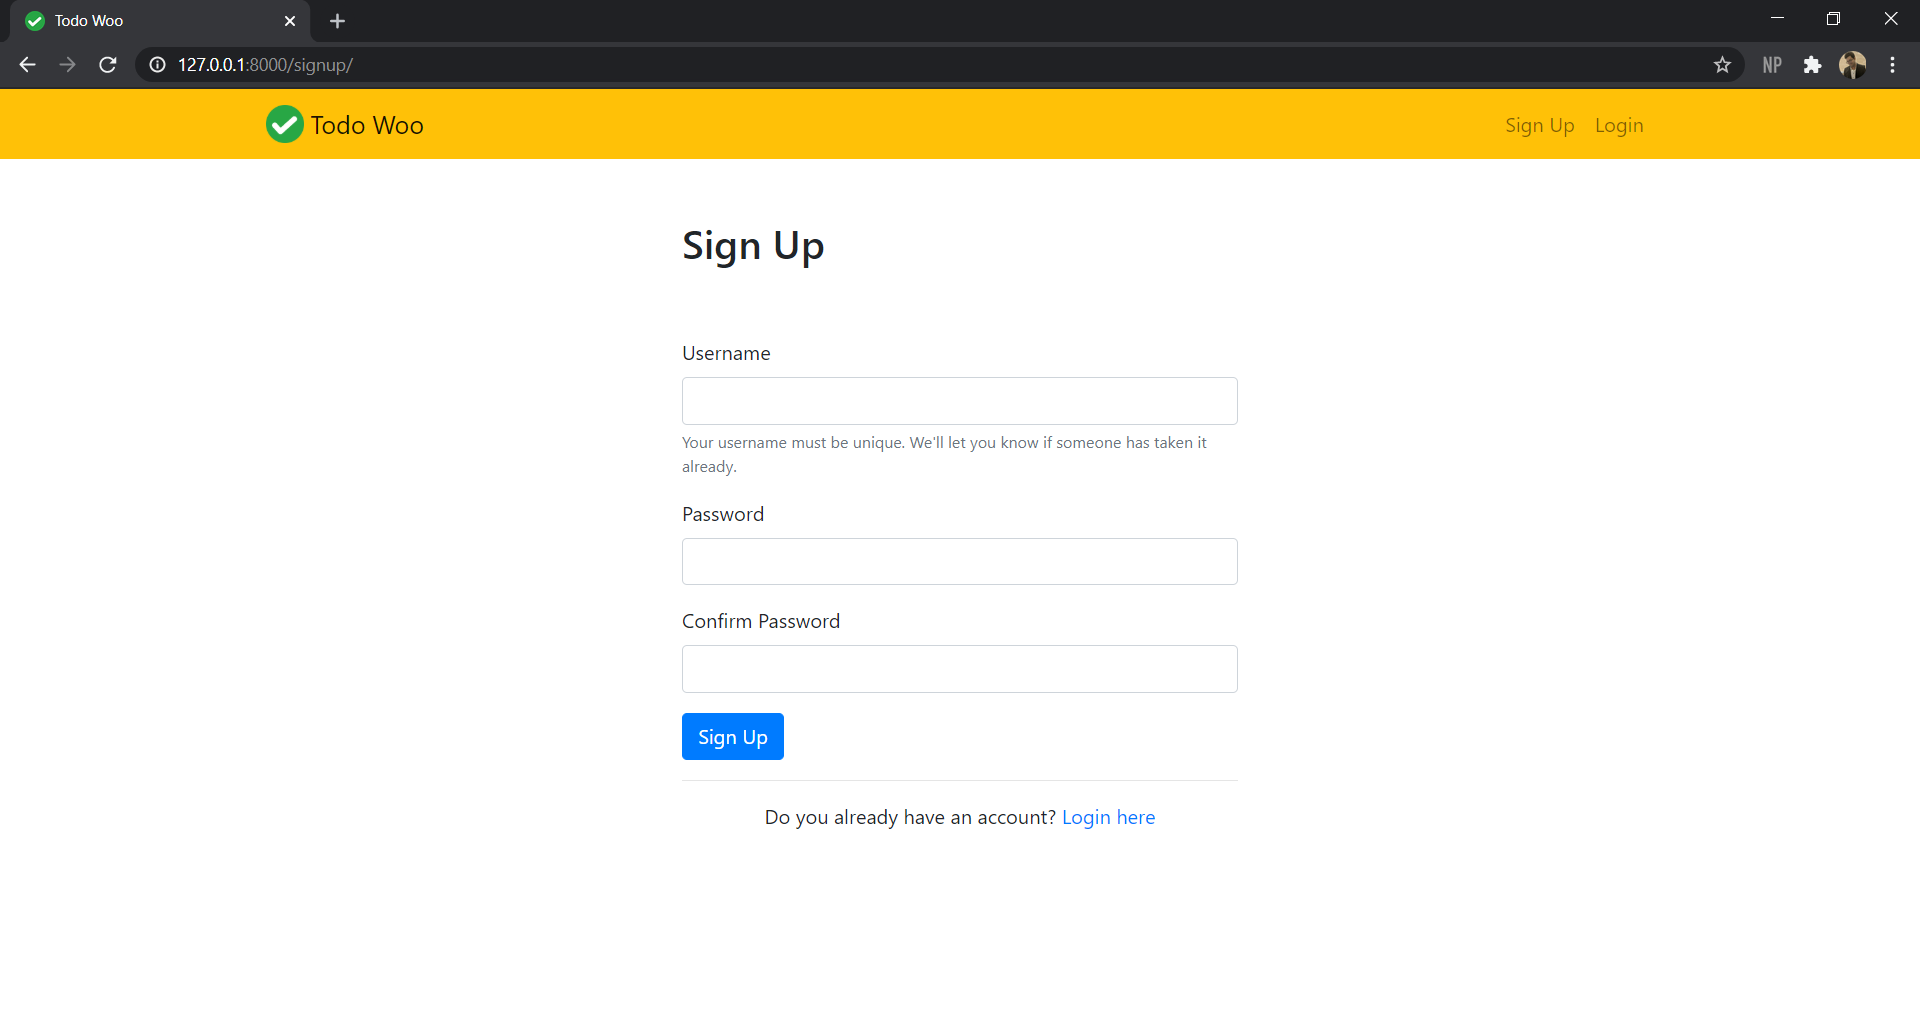 Todo Woo
127.0.0.1:8000/signup/
NP
Todo Woo
Sign Up
Login
Sign Up
Username
Your username must be unique. We'll let you know if someone has taken it
already.
Password
Confirm Password
Sign Up
Do you already have an account? Login here